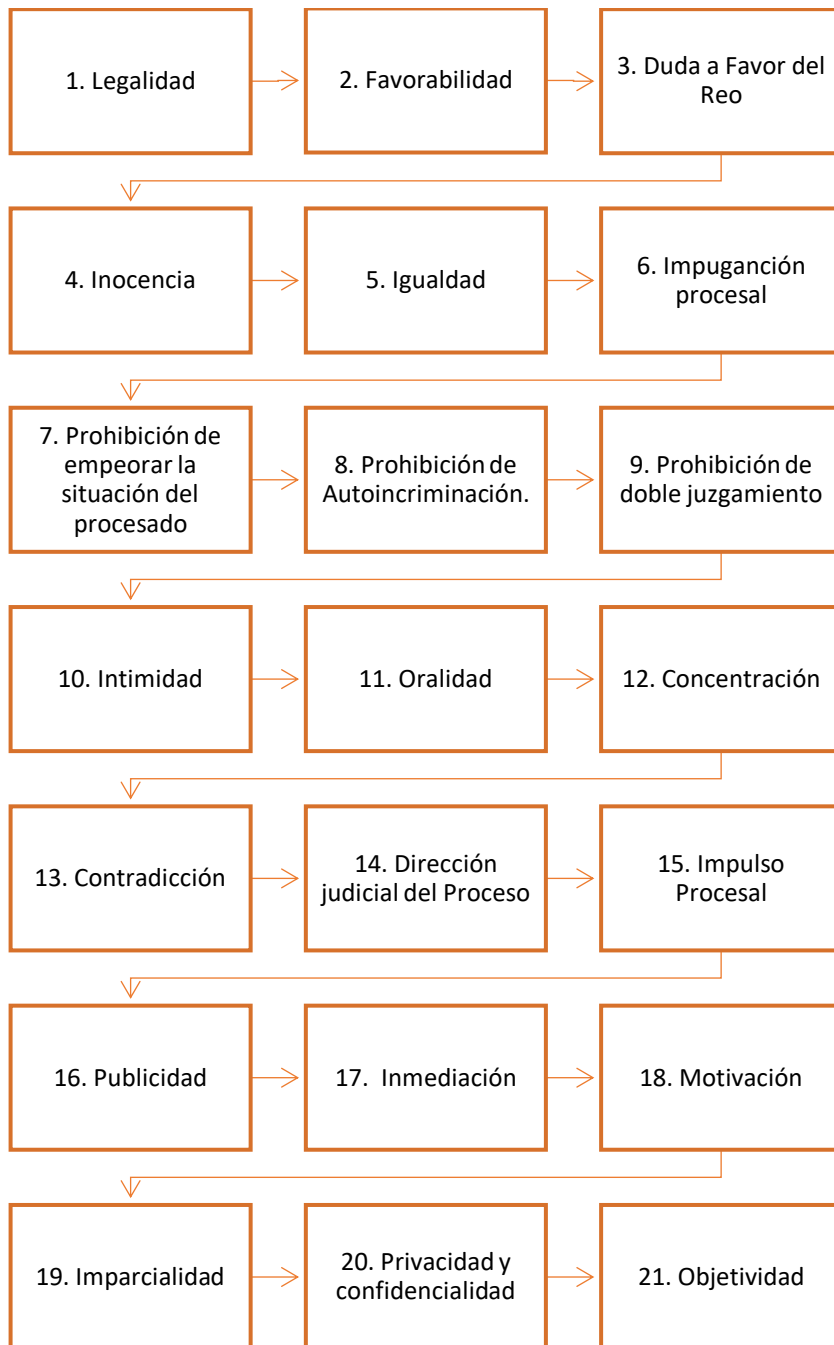 1. Legalidad
2. Favorabilidad
3. Duda a Favor del
Reo
4. Inocencia
5. Igualdad
6. Impuganción
procesal
7. Prohibición de
empeorar la
situación del
procesado
8. Prohibición de
Autoincriminación.
9. Prohibición de
doble juzgamiento
10. Intimidad
11. Oralidad
12. Concentración
13. Contradicción
14. Dirección
judicial del Proceso
15. Impulso
Procesal
16. Publicidad
17. Inmediación
18. Motivación
19. Imparcialidad
20. Privacidad y
confidencialidad
21. Objetividad